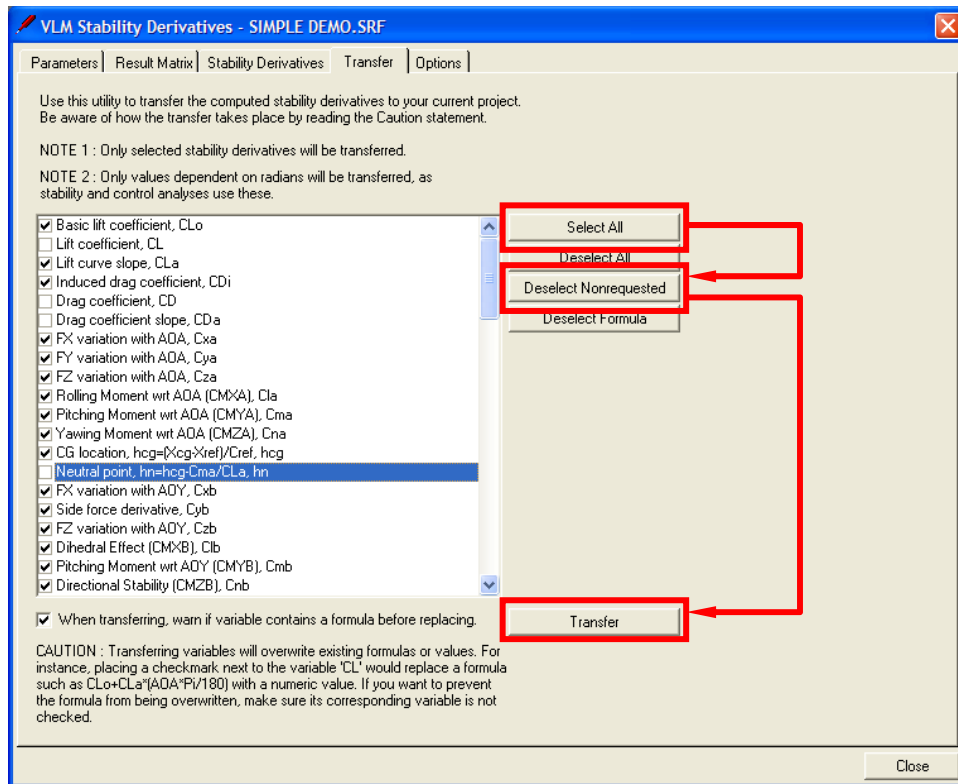 VLM Stability Derivatives - SIMPLE DEMO.SRF
Parameters
Result Matrix
Stability Derivatives
Transfer
Options
Use this utility to transfer the computed stability derivatives to your current project.
Be aware of how the transfer takes place by reading the Caution statement.
NOTE 1 : Only selected stability derivatives will be transferred.
NOTE 2 : Only values dependent on radians will be transferred, as
stability and control analyses use these.
Basic lift coefficient, CLo
Lift coefficient, CL
Lift curve slope, CLa
Induced drag coefficient, CDi
Drag coefficient, CD
Drag coefficient slope, CDa
FX variation with AOA, Cxa
FY variation with AOA, Cya
FZ variation with AOA, Cza
Rolling Moment wrt AOA (CMXA), Cla
Pitching Moment wrt AOA (CMYA), Cma
Yawing Moment wrt AOA (CMZA), Cna
CG location, hcg=(Xcg-Xref)/Cref, hcg
Neutral point, hn=hcg-Cma/CLa, hn
FX variation with AOY, Cxb
Side force derivative, Cyb
FZ variation with AOY, Czb
Dihedral Effect (CMXB), Clb
Pitching Moment wrt AOY (CMYB), Cmb
Directional Stability (CMZB), Cnb
Select All
Deselect All
Deselect Nonrequested
Deselect Formula
When transferring, warn if variable contains a formula before replacing.
Transfer
CAUTION : Transferring variables will overwrite existing formulas or values. For
instance, placing a checkmark next to the variable 'CL' would replace a formula
such as CLo+CLa*(AOA*Pi/180) with a numeric value. If you want to prevent
the formula from being overwritten, make sure its corresponding variable is not
checked.
Close